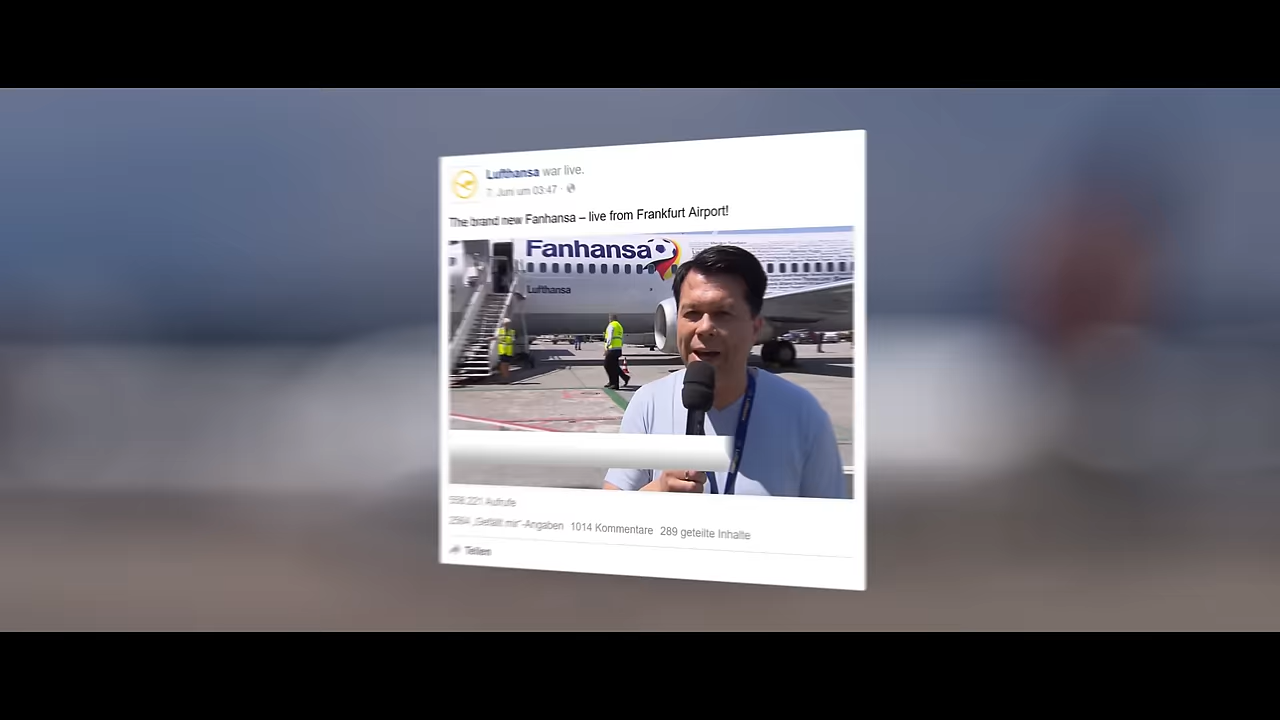 Lufthansa war live.
7. Juni um 03:47
The brand new Fanhansa – live from Frankfurt Airport!
Fanhansa
Lufthansa
Aufrufe
„Gefällt mir“-Angaben 1014 Kommentare 289 geteilte Inhalte
Teilen